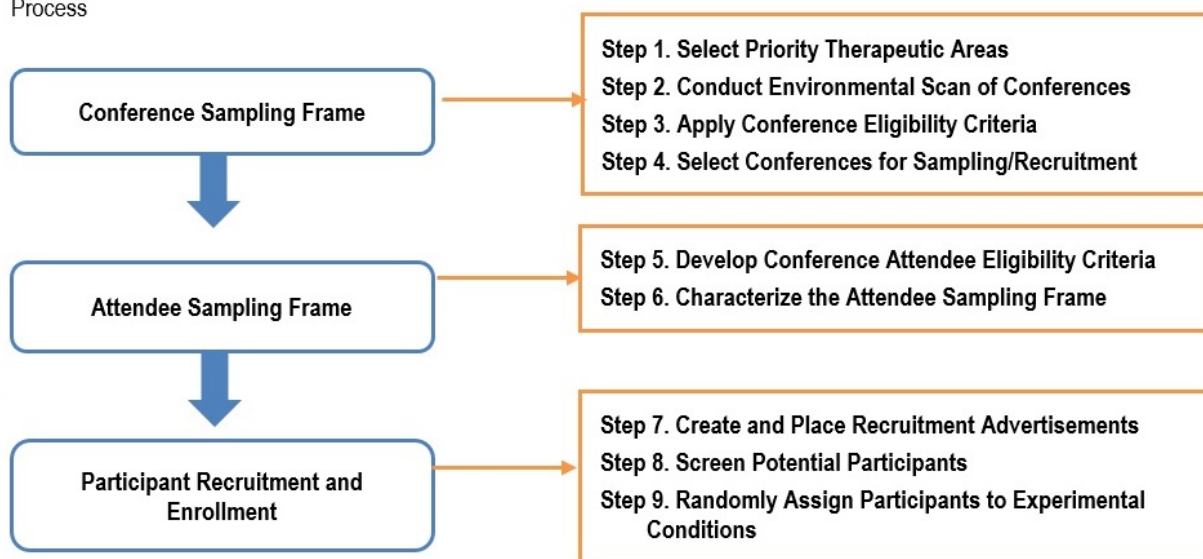 Process
Conference Sampling Frame
Step 1. Select Priority Therapeutic Areas
Step 2. Conduct Environmental Scan of Conferences
Step 3. Apply Conference Eligibility Criteria
Step 4. Select Conferences for Sampling/Recruitment
Attendee Sampling Frame
Step 5. Develop Conference Attendee Eligibility Criteria
Step 6. Characterize the Attendee Sampling Frame
Participant Recruitment and
Enrollment
Step 7. Create and Place Recruitment Advertisements
Step 8. Screen Potential Participants
Step 9. Randomly Assign Participants to Experimental
Conditions